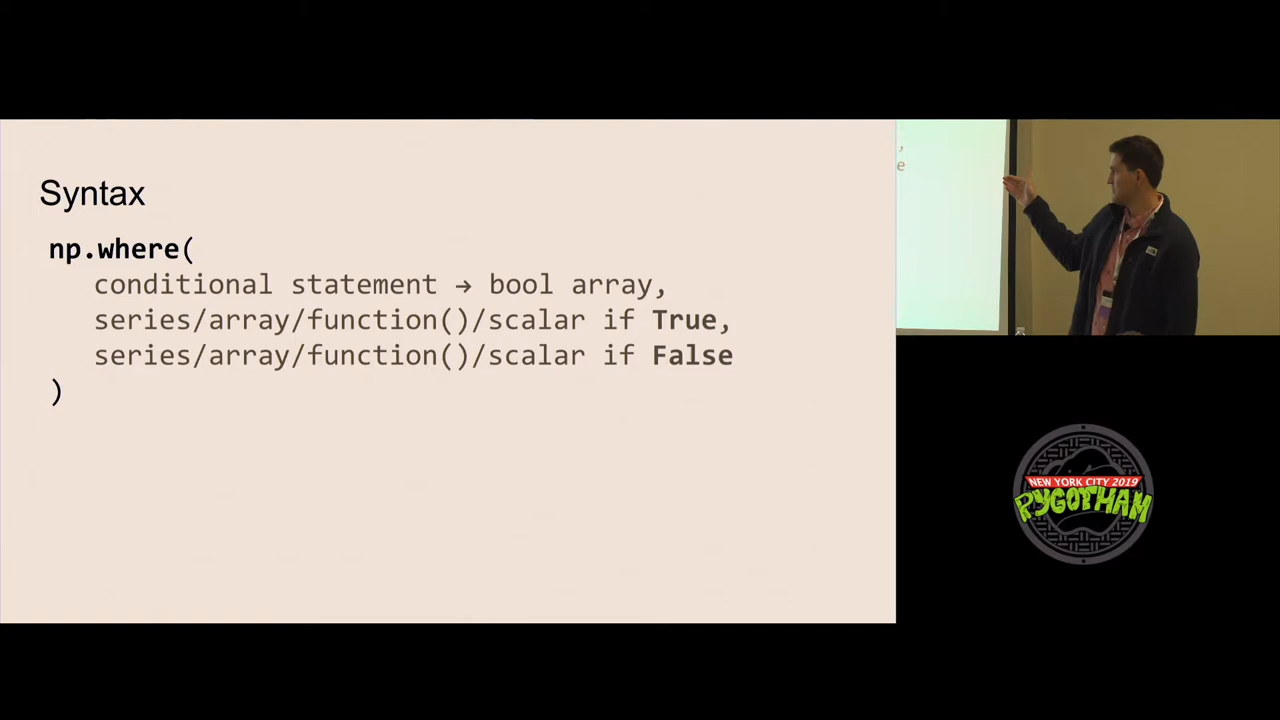 Syntax
np.where(
conditional statement → bool array,
series/array/function()/scalar if True,
series/array/function()/scalar if False
)
,
e
NEW YORK CITY 2019
PYGOTHAM